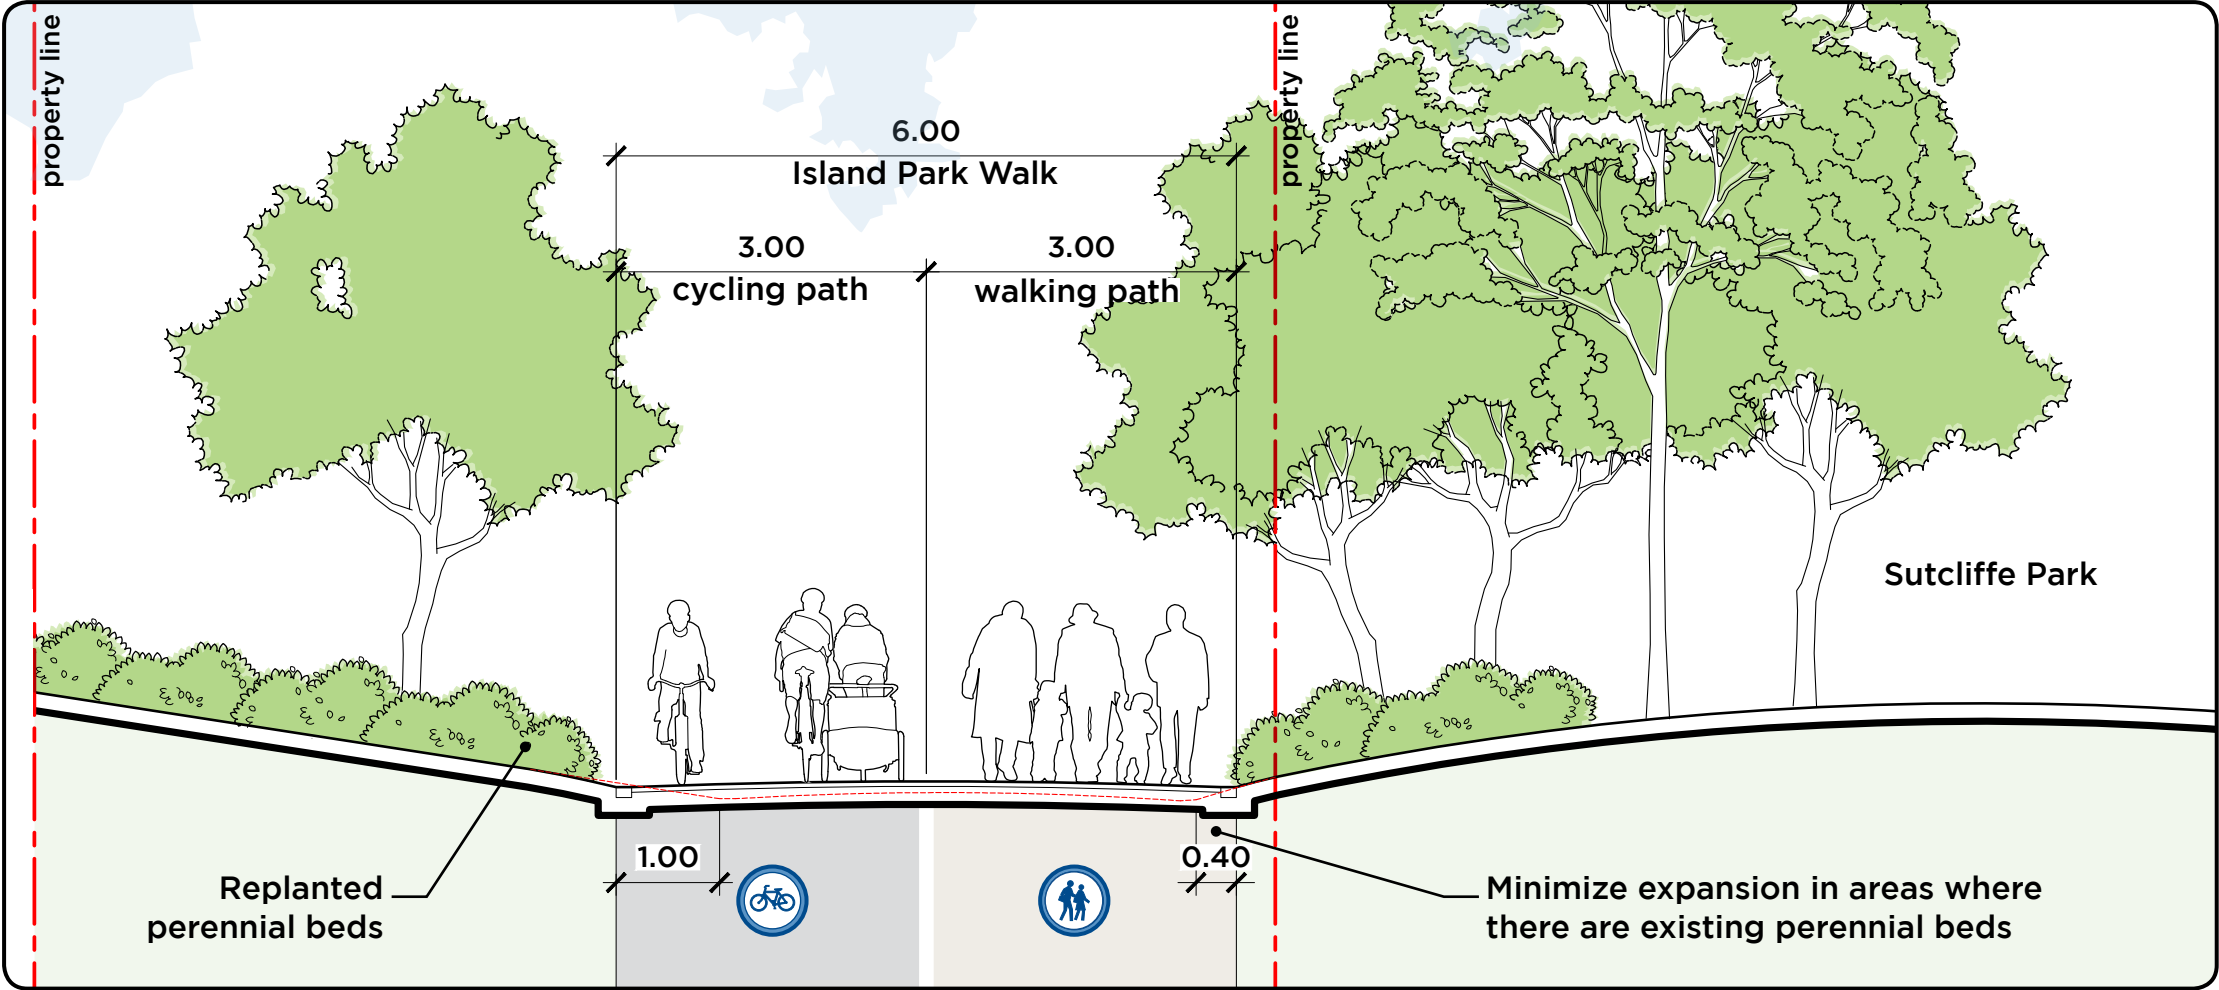 property line
property line
6.00
Island Park Walk
3.00
cycling path
3.00
walking path
Sutcliffe Park
1.00
0.40
Replanted
perennial beds
Minimize expansion in areas where
there are existing perennial beds